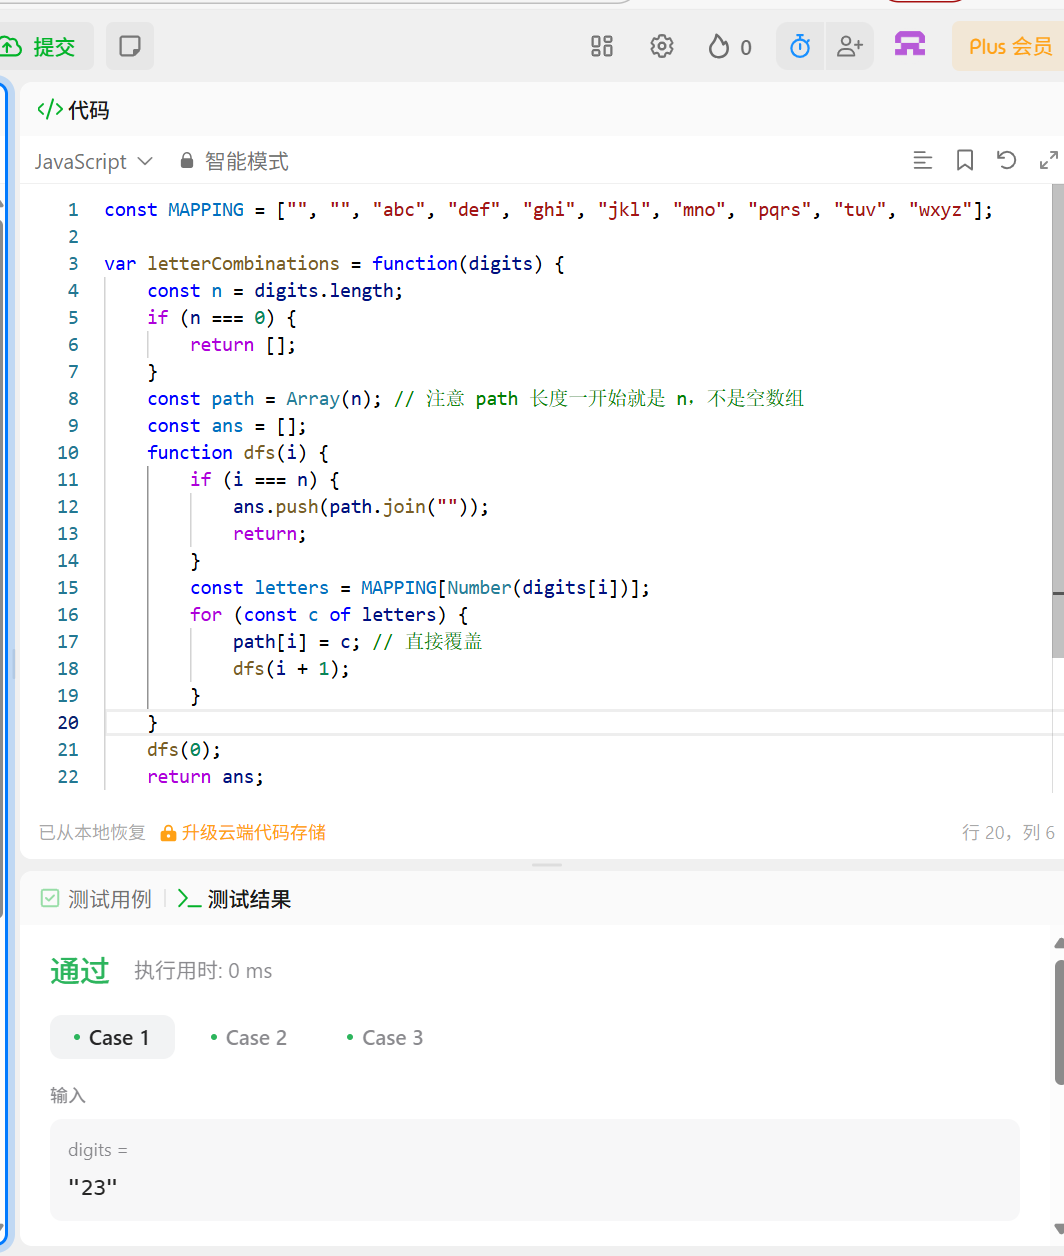 提交
0
Plus 会员
</> 代码
JavaScript 智能模式
1 const MAPPING = ["", "", "abc", "def", "ghi", "jkl", "mno", "pqrs", "tuv", "wxyz"];
2
3 var letterCombinations = function(digits) {
4     const n = digits.length;
5     if (n === 0) {
6         return [];
7     }
8     const path = Array(n); // 注意 path 长度一开始就是 n，不是空数组
9     const ans = [];
10     function dfs(i) {
11         if (i === n) {
12             ans.push(path.join(""));
13             return;
14         }
15         const letters = MAPPING[Number(digits[i])];
16         for (const c of letters) {
17             path[i] = c; // 直接覆盖
18             dfs(i + 1);
19         }
20     }
21     dfs(0);
22     return ans;
已从本地恢复 升级云端代码存储 行 20，列 6
测试用例 测试结果
通过 执行用时: 0 ms
Case 1 Case 2 Case 3
输入
digits =
"23"